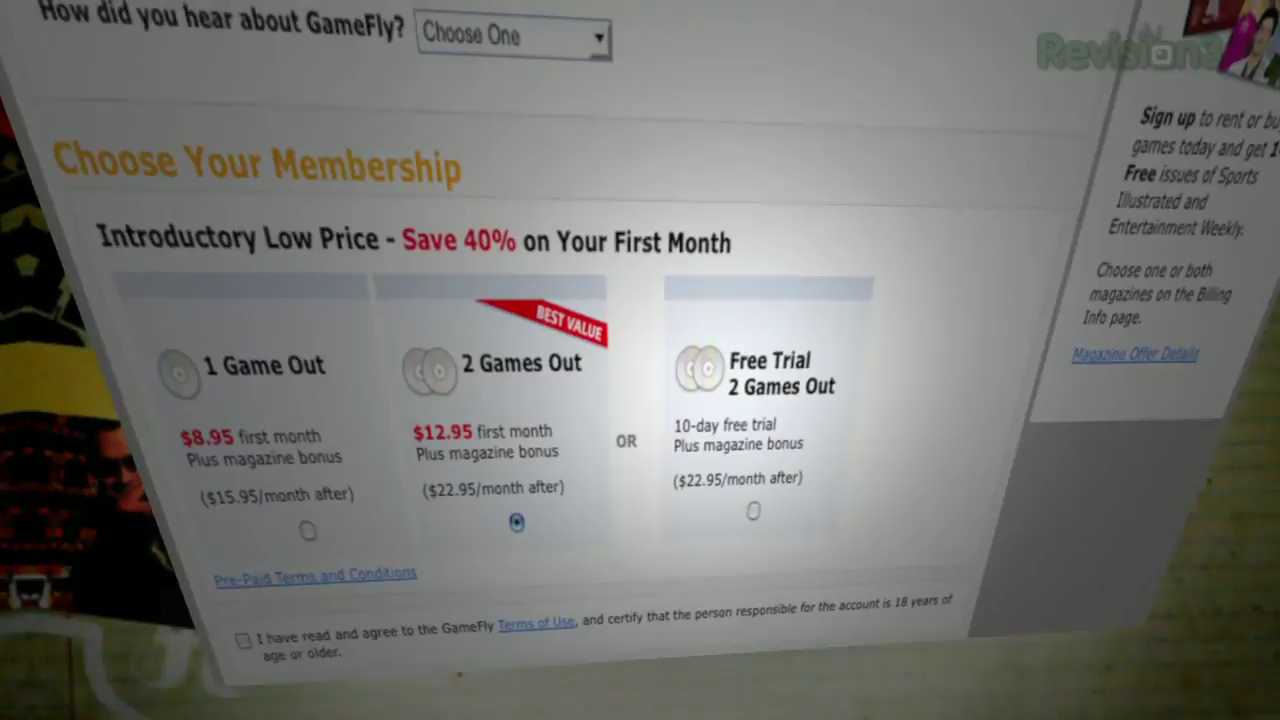 How did you hear about GameFly?
Choose One
Revision3
Choose Your Membership
Introductory Low Price - Save 40% on Your First Month
1 Game Out
$8.95 first month
Plus magazine bonus
($15.95/month after)
BEST VALUE
2 Games Out
$12.95 first month
Plus magazine bonus
($22.95/month after)
OR
Free Trial
2 Games Out
10-day free trial
Plus magazine bonus
($22.95/month after)
Pre-Paid Terms and Conditions
I have read and agree to the GameFly Terms of Use, and certify that the person responsible for the account is 18 years of
age or older.
Sign up to rent or
games today and get
Free issues of Sports
Illustrated and
Entertainment Weekly.
Choose one or both
magazines on the Billing
Info page.
Magazine Offer Details